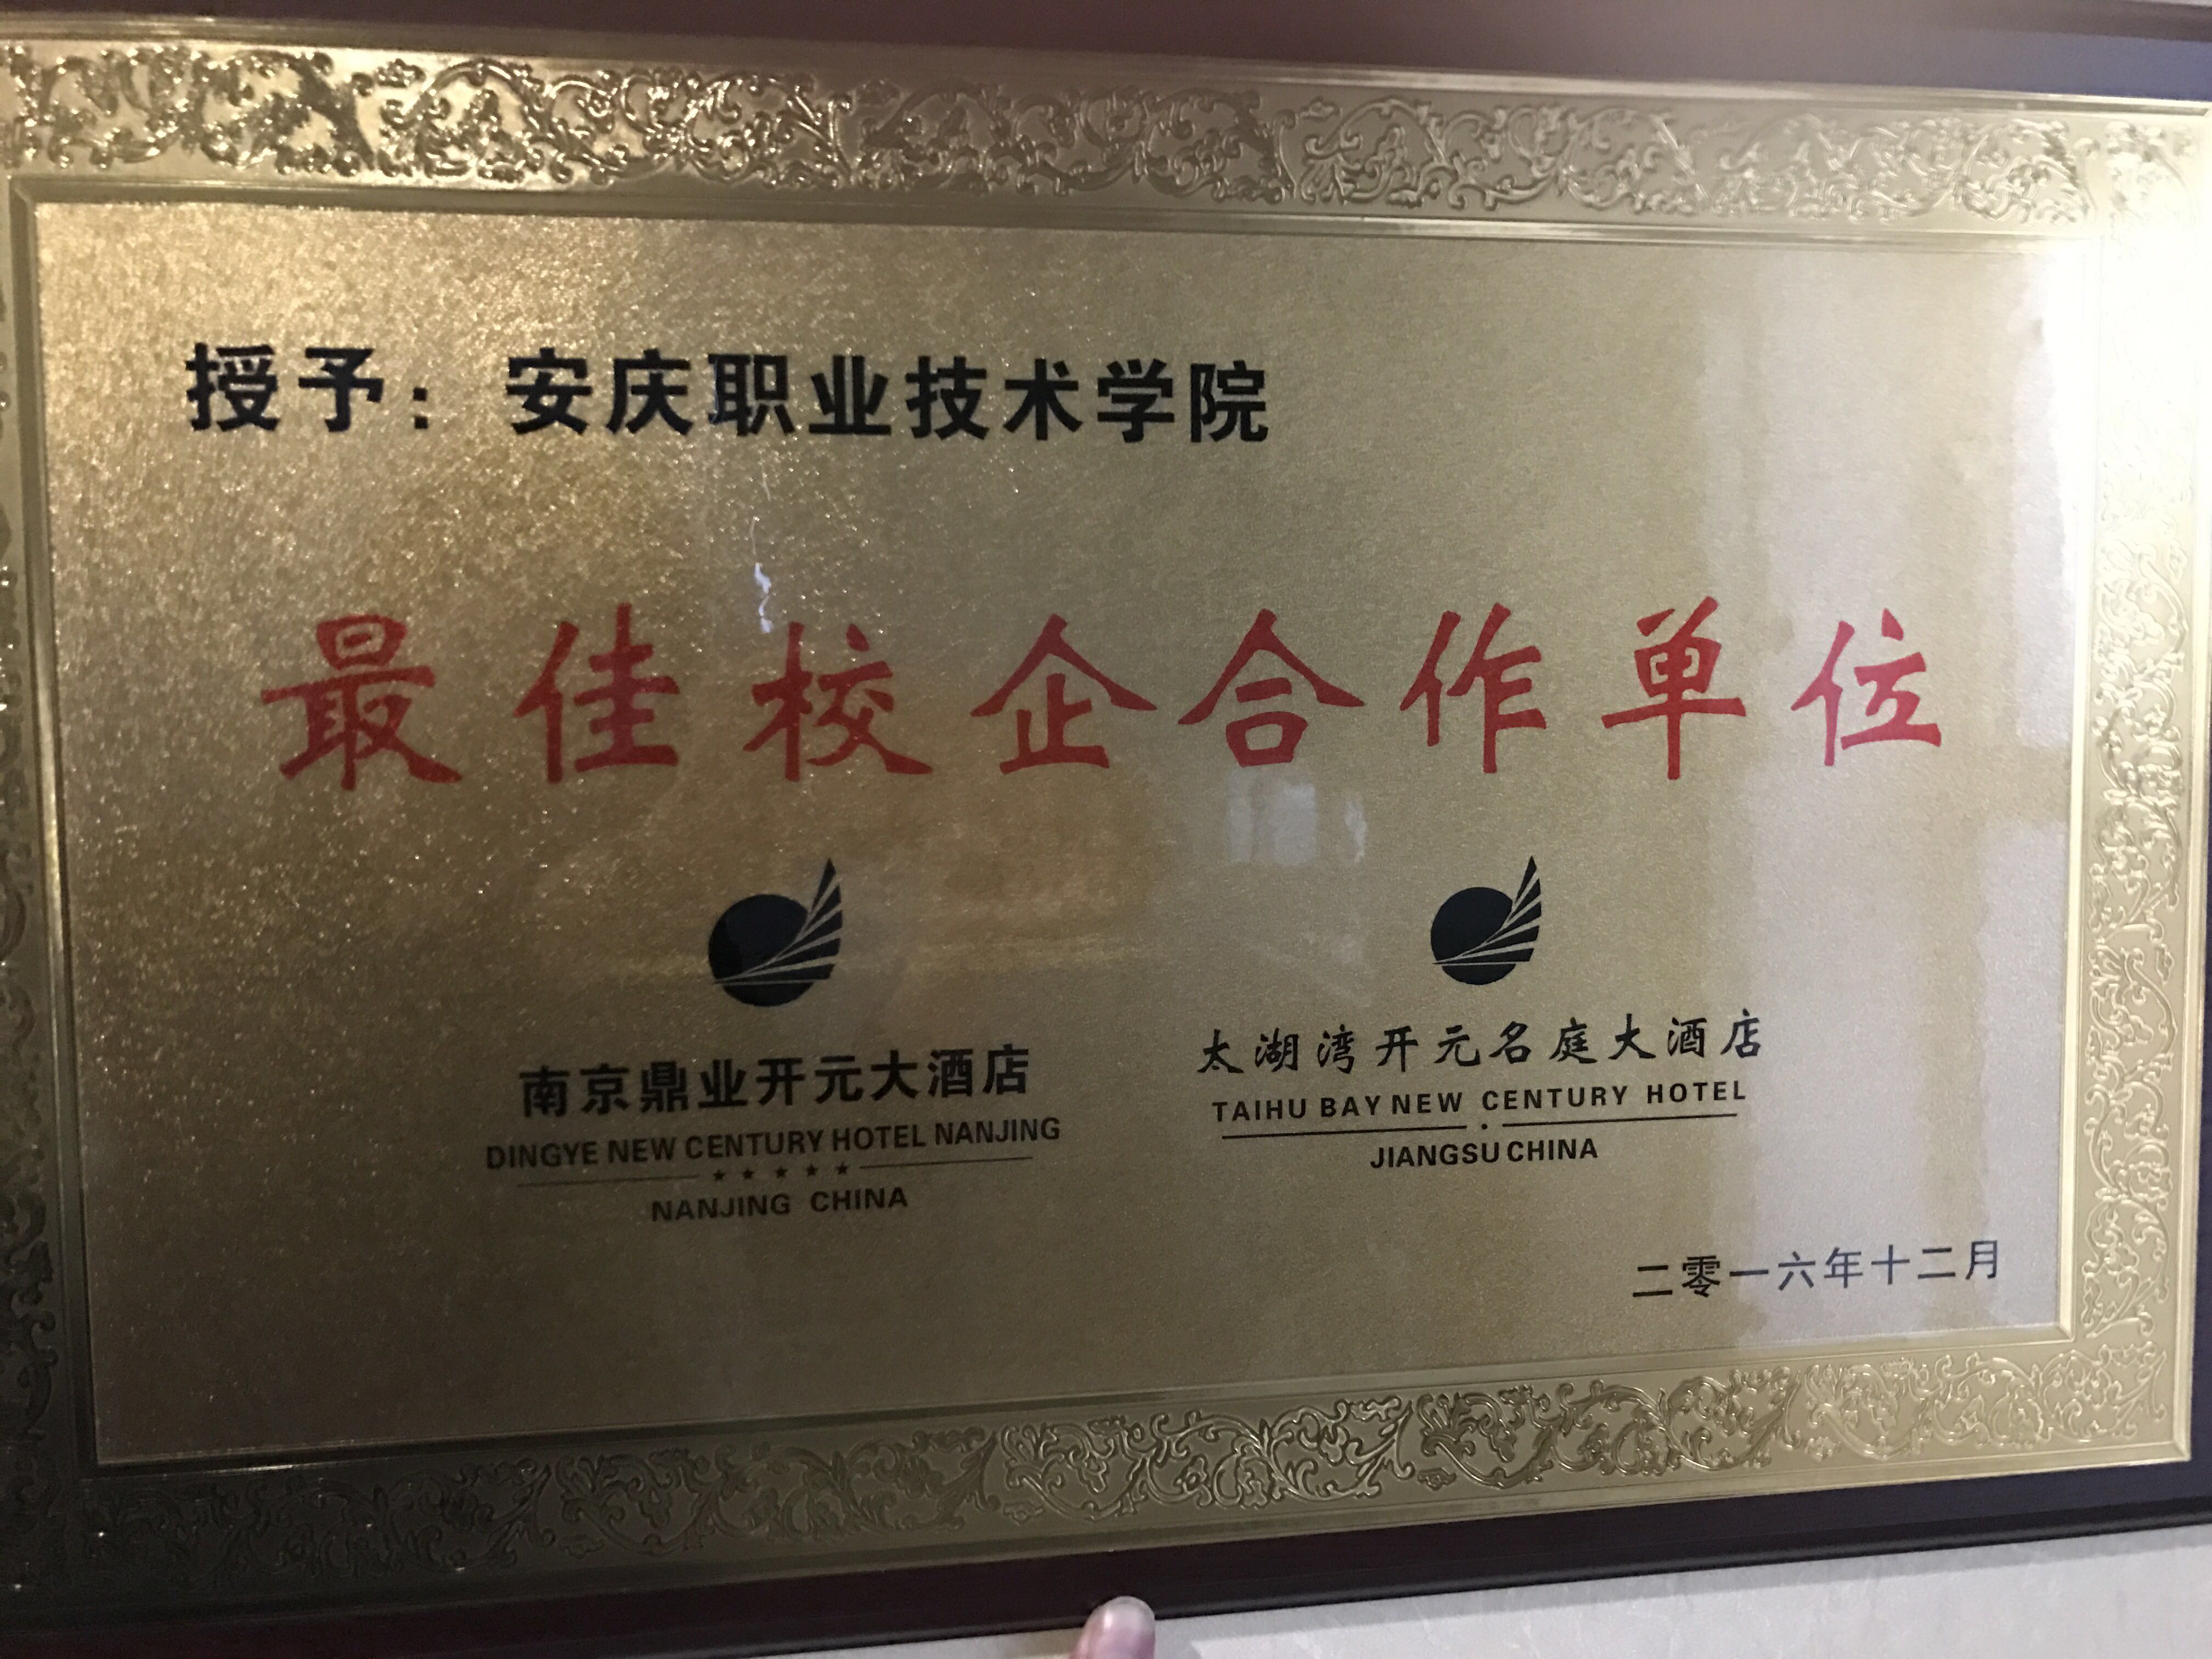 授予：安庆职业技术学院
最佳校企合作单位
南京鼎业开元大酒店
DINGYE NEW CENTURY HOTEL NANJING
★★★★★
NANJING CHINA
太湖湾开元名庭大酒店
TAIHU BAY NEW CENTURY HOTEL
JIANGSU CHINA
二零一六年十二月